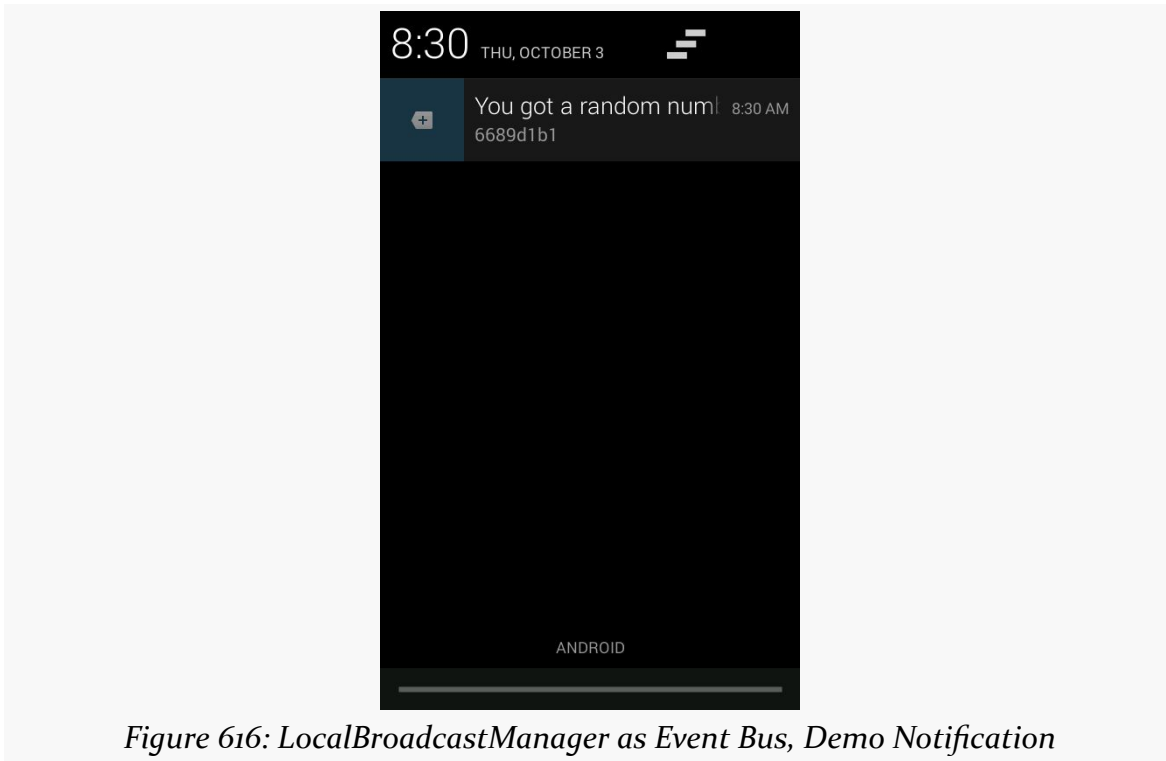 8:30 THU, OCTOBER 3
You got a random num 8:30 AM
6689d1b1
ANDROID
Figure 616: LocalBroadcastManager as Event Bus, Demo Notification